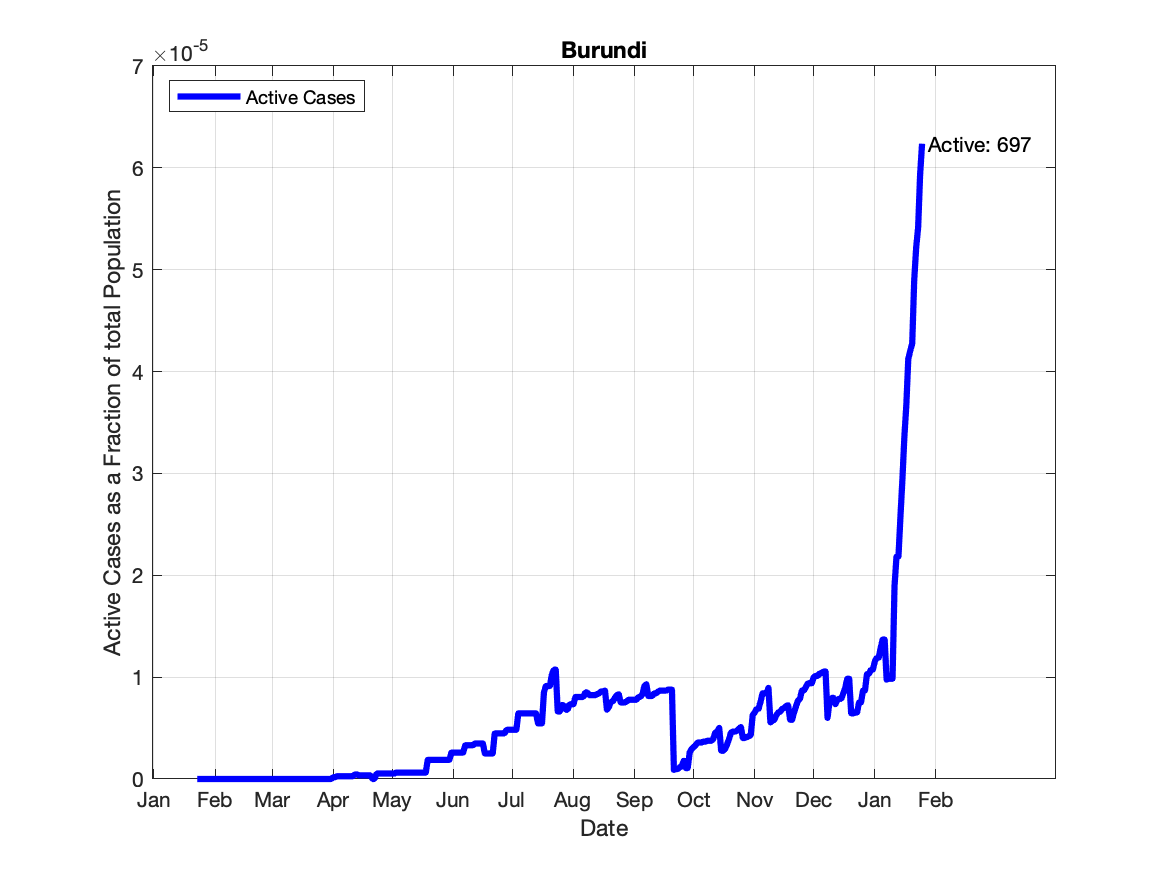 Burundi
×10-5
7
6
5
4
3
2
1
0
Active Cases
Active: 697
Active Cases as a Fraction of total Population
Jan Feb Mar Apr May Jun Jul Aug Sep Oct Nov Dec Jan Feb
Date